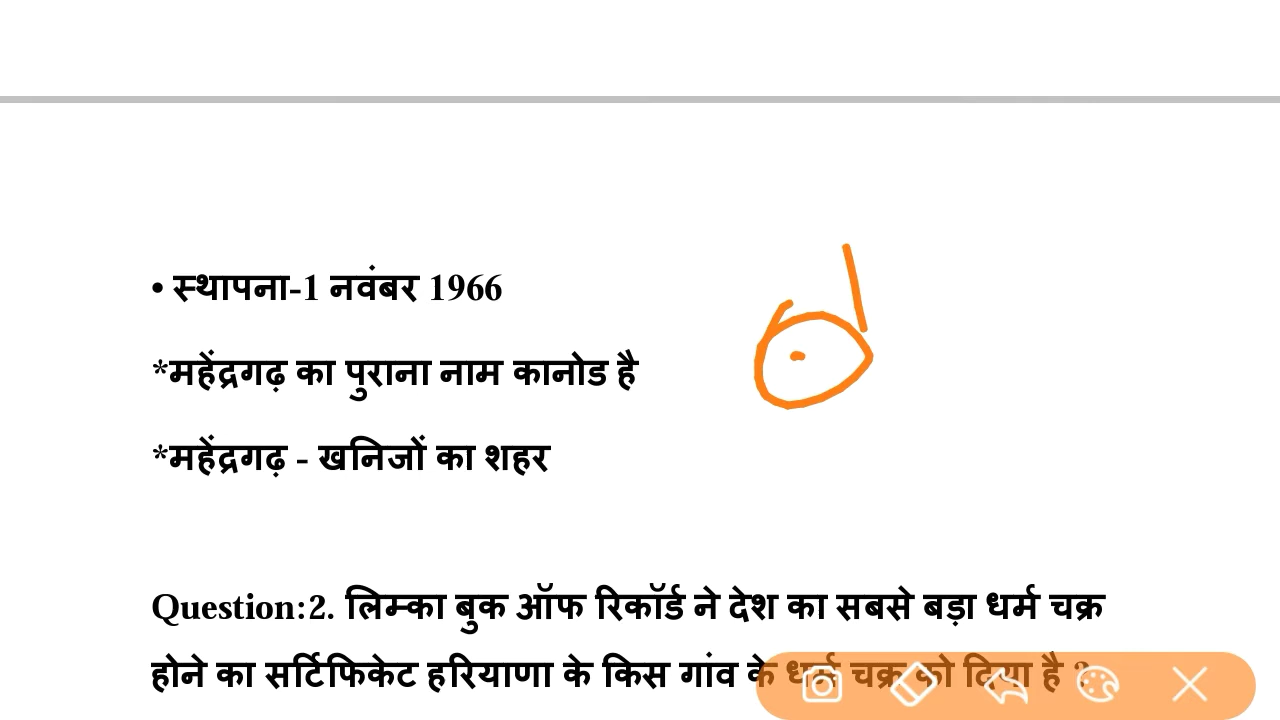 • स्थापना-1 नवंबर 1966
*महेंद्रगढ़ का पुराना नाम कानोड है
*महेंद्रगढ़ - खनिजों का शहर
Question:2. लिम्का बुक ऑफ रिकॉर्ड ने देश का सबसे बड़ा धर्म चक्र
होने का सर्टिफिकेट हरियाणा के किस गांव के धर्म चक्र को दिया है ?